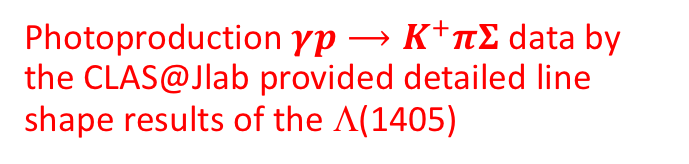 Photoproduction γp ⟶ K⁺πΣ data by
the CLAS@Jlab provided detailed line
shape results of the Λ(1405)